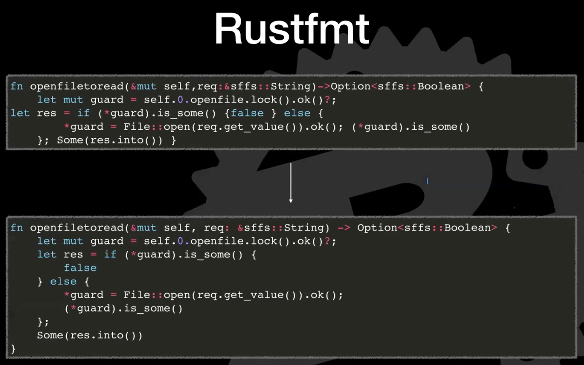 Rustfmt
fn openfiletoread(&mut self,req:&sffs::String)->Option<sffs::Boolean> {
    let mut guard = self.0.openfile.lock().ok()?;
let res = if (*guard).is_some() {false } else {
        *guard = File::open(req.get_value()).ok(); (*guard).is_some()
    }; Some(res.into()) }
fn openfiletoread(&mut self, req: &sffs::String) -> Option<sffs::Boolean> {
    let mut guard = self.0.openfile.lock().ok()?;
    let res = if (*guard).is_some() {
        false
    } else {
        *guard = File::open(req.get_value()).ok();
        (*guard).is_some()
    };
    Some(res.into())
}